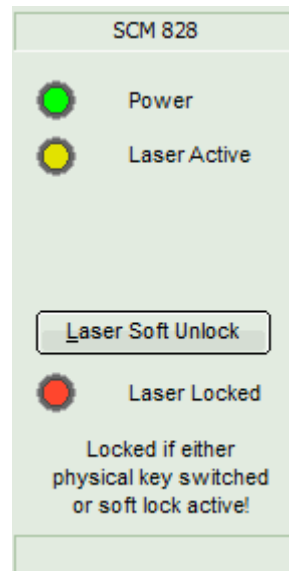 SCM 828
Power
Laser Active
Laser Soft Unlock
Laser Locked
Locked if either
physical key switched
or soft lock active!